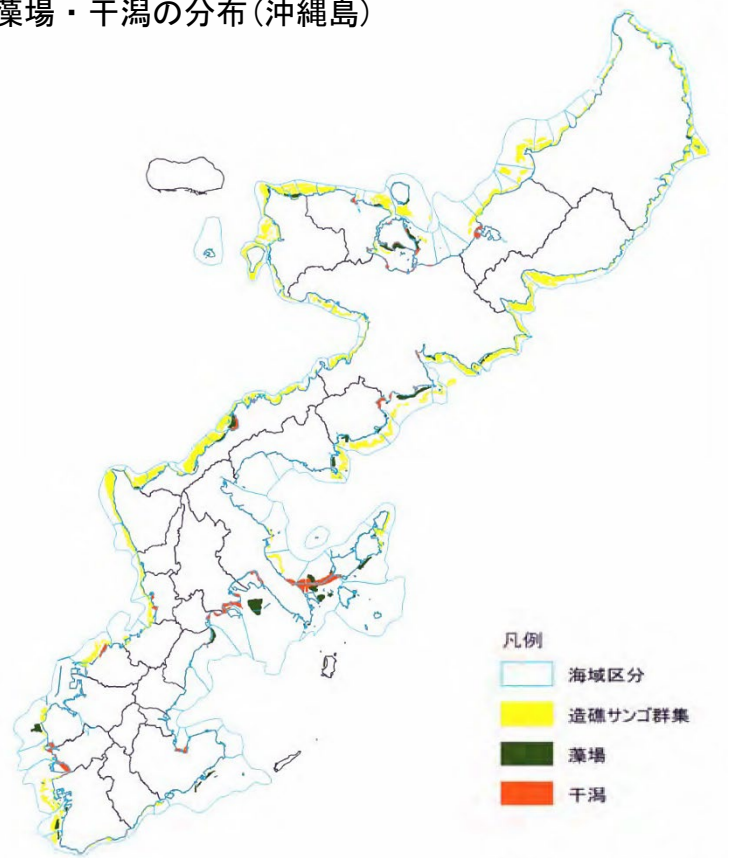 藻場・干潟の分布(沖縄島)
凡例
海域区分
造礁サンゴ群集
藻場
干潟